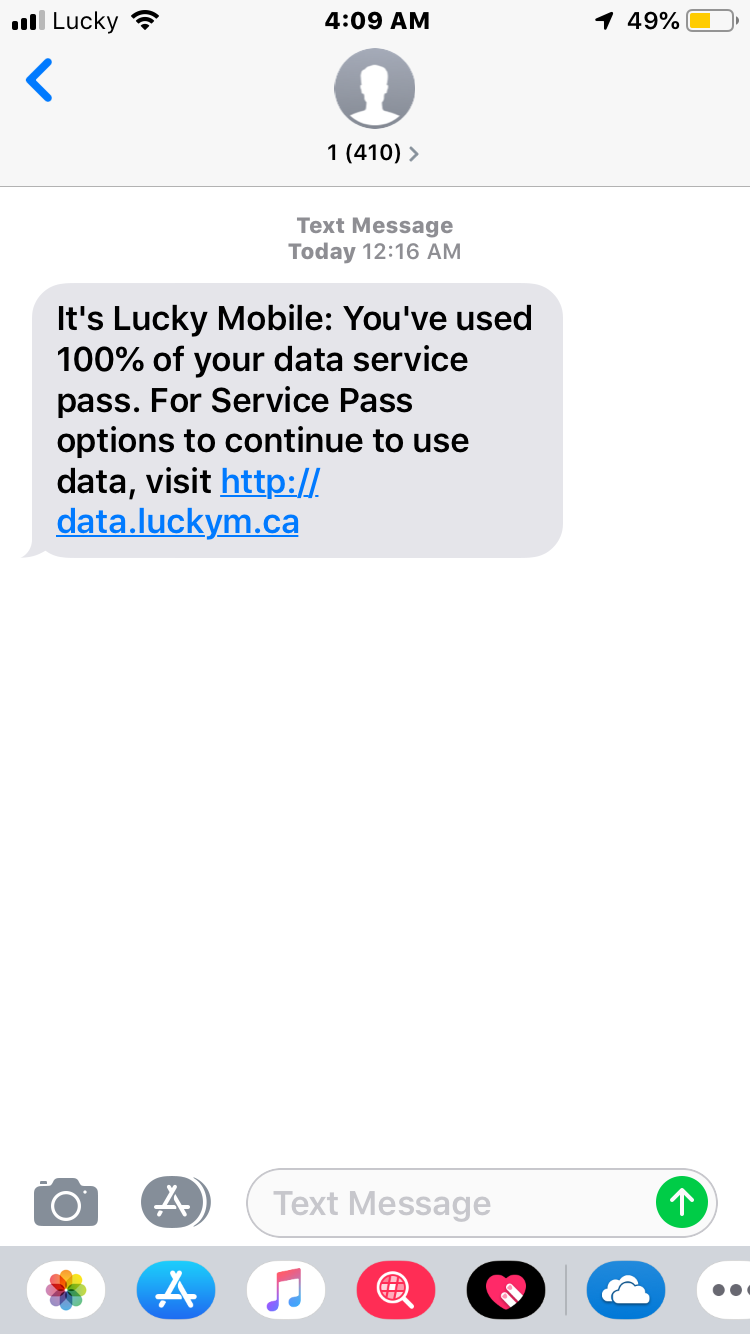 Lucky 4:09 AM 49%
1 (410)
Text Message
Today 12:16 AM
It's Lucky Mobile: You've used
100% of your data service
pass. For Service Pass
options to continue to use
data, visit http://
data.luckym.ca
Text Message